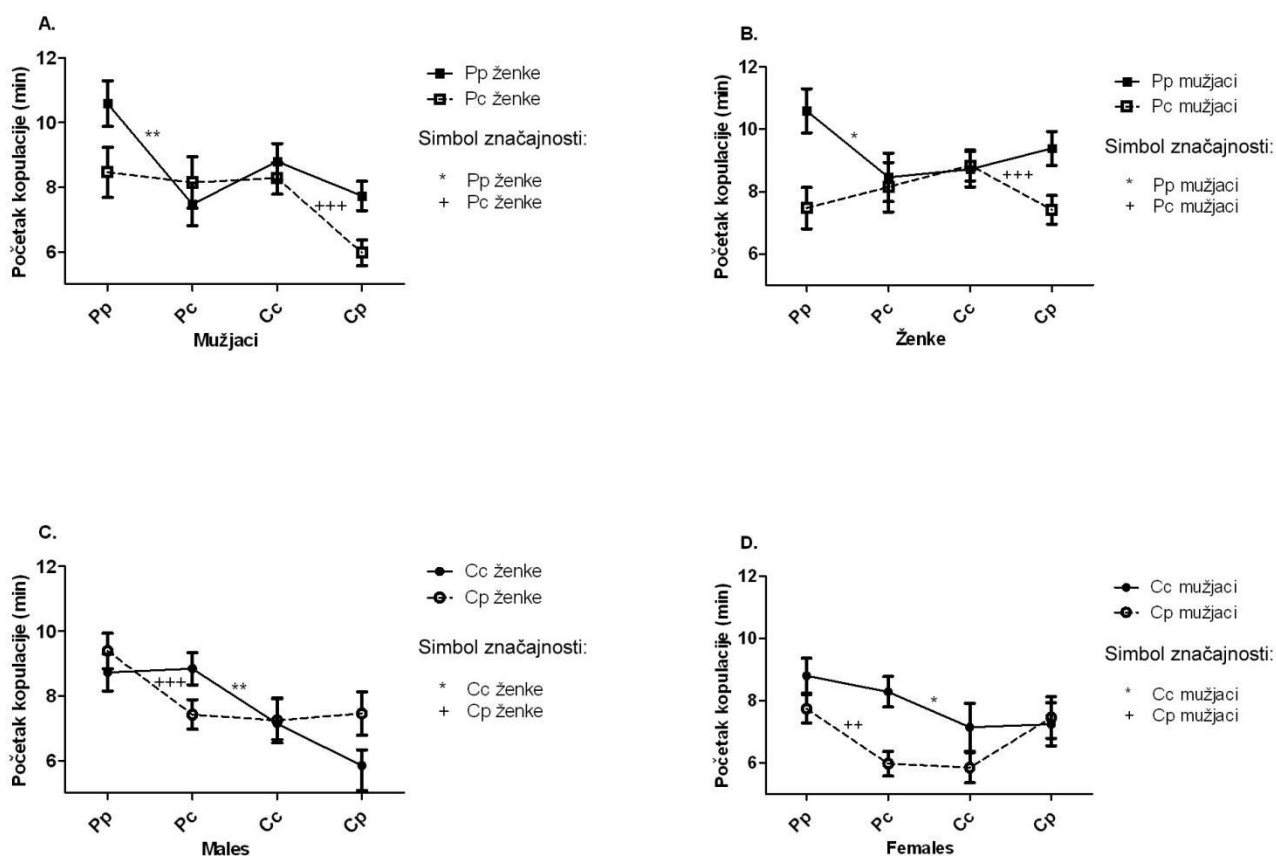 A.
Početak kopulacije (min)
12
10
8
6
**
+++
Pp
Pc
Cc
Cp
Mužjaci
Pp ženke
Pc ženke
Simbol značajnosti:
* Pp ženke
+ Pc ženke
B.
Početak kopulacije (min)
12
10
8
6
*
+++
Pp
Pc
Cc
Cp
Ženke
Pp mužjaci
Pc mužjaci
Simbol značajnosti:
* Pp mužjaci
+ Pc mužjaci
C.
Početak kopulacije (min)
12
10
8
6
+++
**
Pp
Pc
Cc
Cp
Males
Cc ženke
Cp ženke
Simbol značajnosti:
* Cc ženke
+ Cp ženke
D.
Početak kopulacije (min)
12
10
8
6
++
*
Pp
Pc
Cc
Cp
Females
Cc mužjaci
Cp mužjaci
Simbol značajnosti:
* Cc mužjaci
+ Cp mužjaci